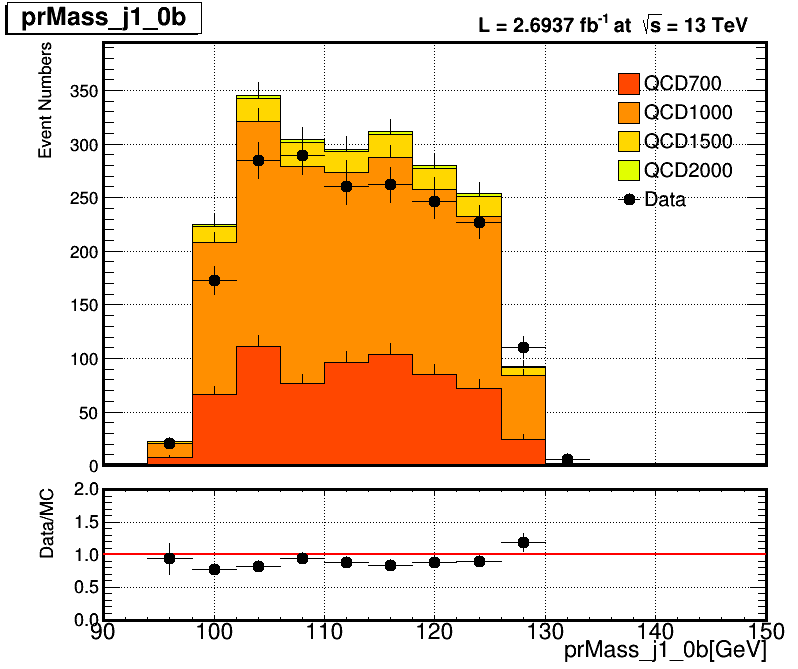 prMass_j1_0b
L = 2.6937 fb-1 at √s = 13 TeV
Event Numbers
350
300
250
200
150
100
50
0
QCD700
QCD1000
QCD1500
QCD2000
Data
Data/MC
2.0
1.5
1.0
0.5
0.0
90 100 110 120 130 140 150
prMass_j1_0b[GeV]